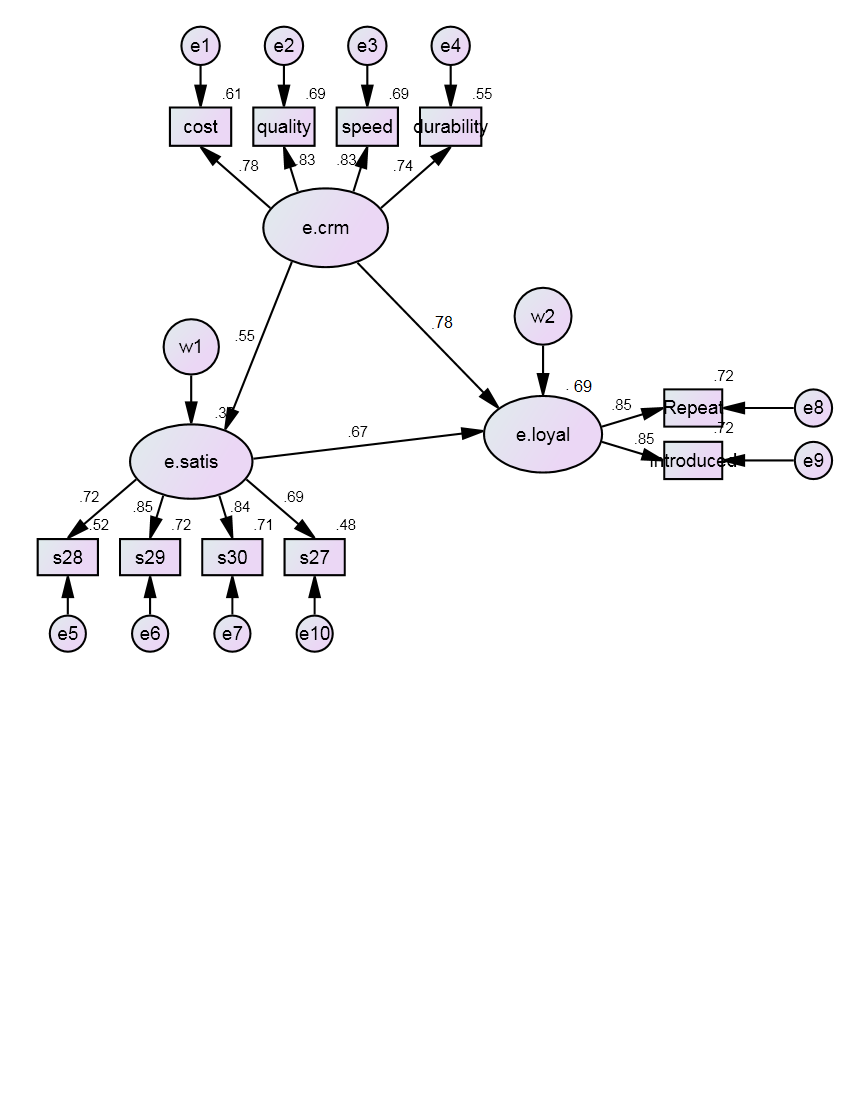 e1 e2 e3 e4
.61 .69 .69 .55
cost quality speed durability
.78 .83 .83 .74
e.crm
w2
.55 .78
w1
.72
. 69
Repeat e8
.85
.67 e.loyal .72
.85
e.satis Introduced e9
.72 .85 .84 .69
.52 .72 .71 .48
s28 s29 s30 s27
e5 e6 e7 e10